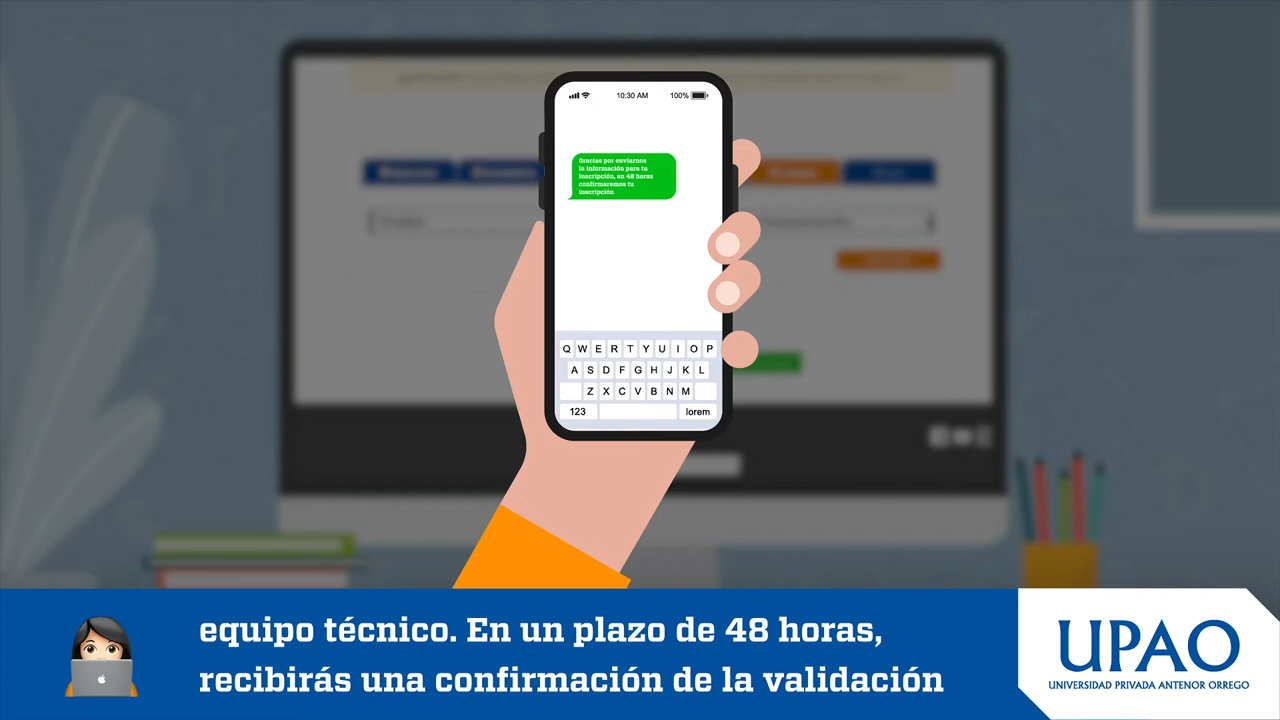 10:30 AM
100%
Gracias por enviarnos
la información para tu
inscripción, en 48 horas
confirmaremos tu
inscripción
Q W E R T Y U I O P
A S D F G H J K L
Z X C V B N M
123
lorem
equipo técnico. En un plazo de 48 horas,
recibirás una confirmación de la validación
UPAO
UNIVERSIDAD PRIVADA ANTENOR ORREGO